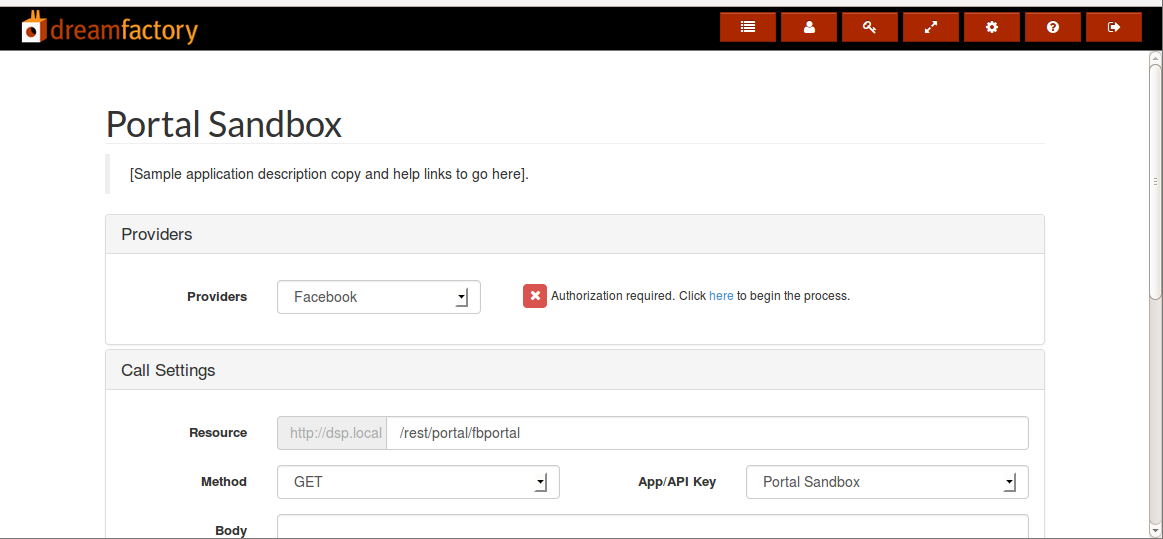 dreamfactory
Portal Sandbox
[Sample application description copy and help links to go here].
Providers
Providers Facebook Authorization required. Click here to begin the process.
Call Settings
Resource http://dsp.local /rest/portal/fbportal
Method GET App/API Key Portal Sandbox
Body